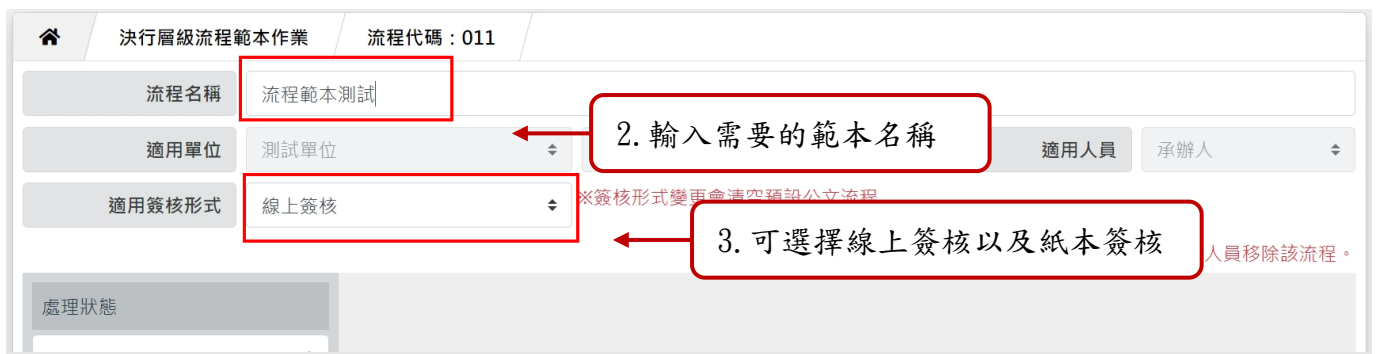 決行層級流程範本作業 流程代碼：011
流程名稱 流程範本測試
2.輸入需要的範本名稱
適用單位 測試單位 適用人員 承辦人
適用簽核形式 線上簽核 ※簽核形式變更會清空預設公文流程
3.可選擇線上簽核以及紙本簽核
人員移除該流程。
處理狀態